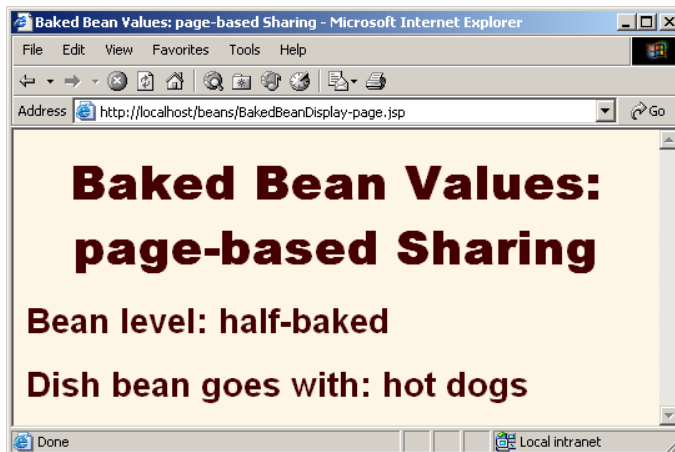 Baked Bean Values: page-based Sharing - Microsoft Internet Explorer
File Edit View Favorites Tools Help
Address http://localhost/beans/BakedBeanDisplay-page.jsp Go
Baked Bean Values:
page-based Sharing
Bean level: half-baked
Dish bean goes with: hot dogs
Done Local intranet